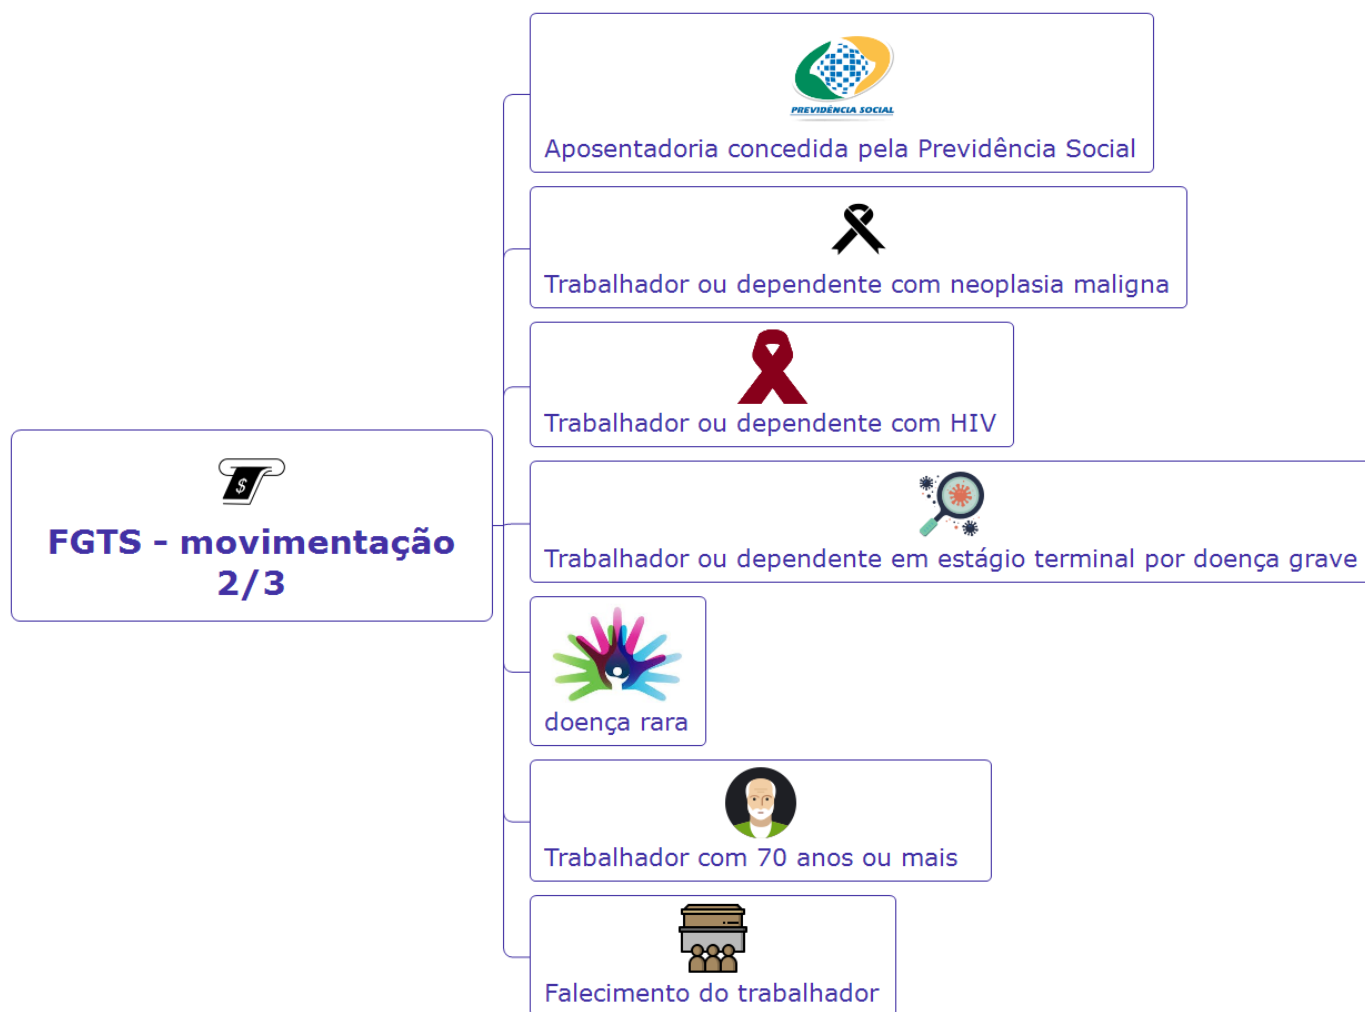 PREVIDÊNCIA SOCIAL
Aposentadoria concedida pela Previdência Social
Trabalhador ou dependente com neoplasia maligna
Trabalhador ou dependente com HIV
$
FGTS - movimentação
2/3
Trabalhador ou dependente em estágio terminal por doença grave
doença rara
Trabalhador com 70 anos ou mais
Falecimento do trabalhador